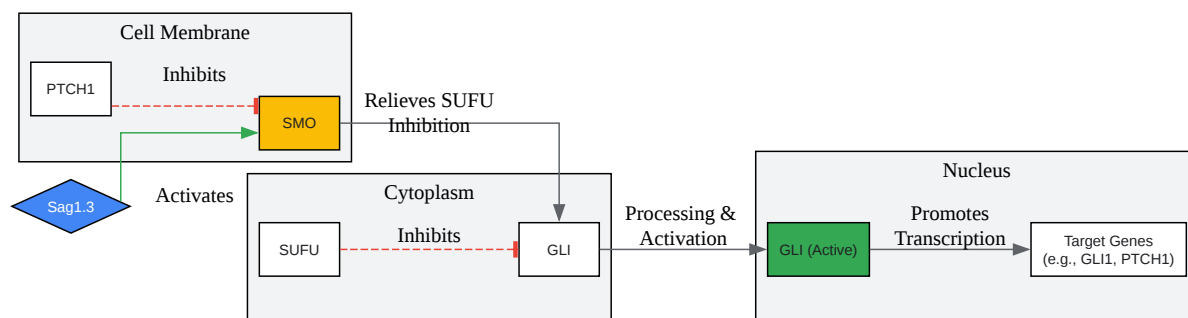 Cell Membrane
PTCH1
Inhibits
SMO
Relieves SUFU
Inhibition
Sag1.3
Activates
Cytoplasm
SUFU
Inhibits
GLI
Processing &
Activation
Nucleus
GLI (Active)
Promotes
Transcription
Target Genes
(e.g., GLI1, PTCH1)